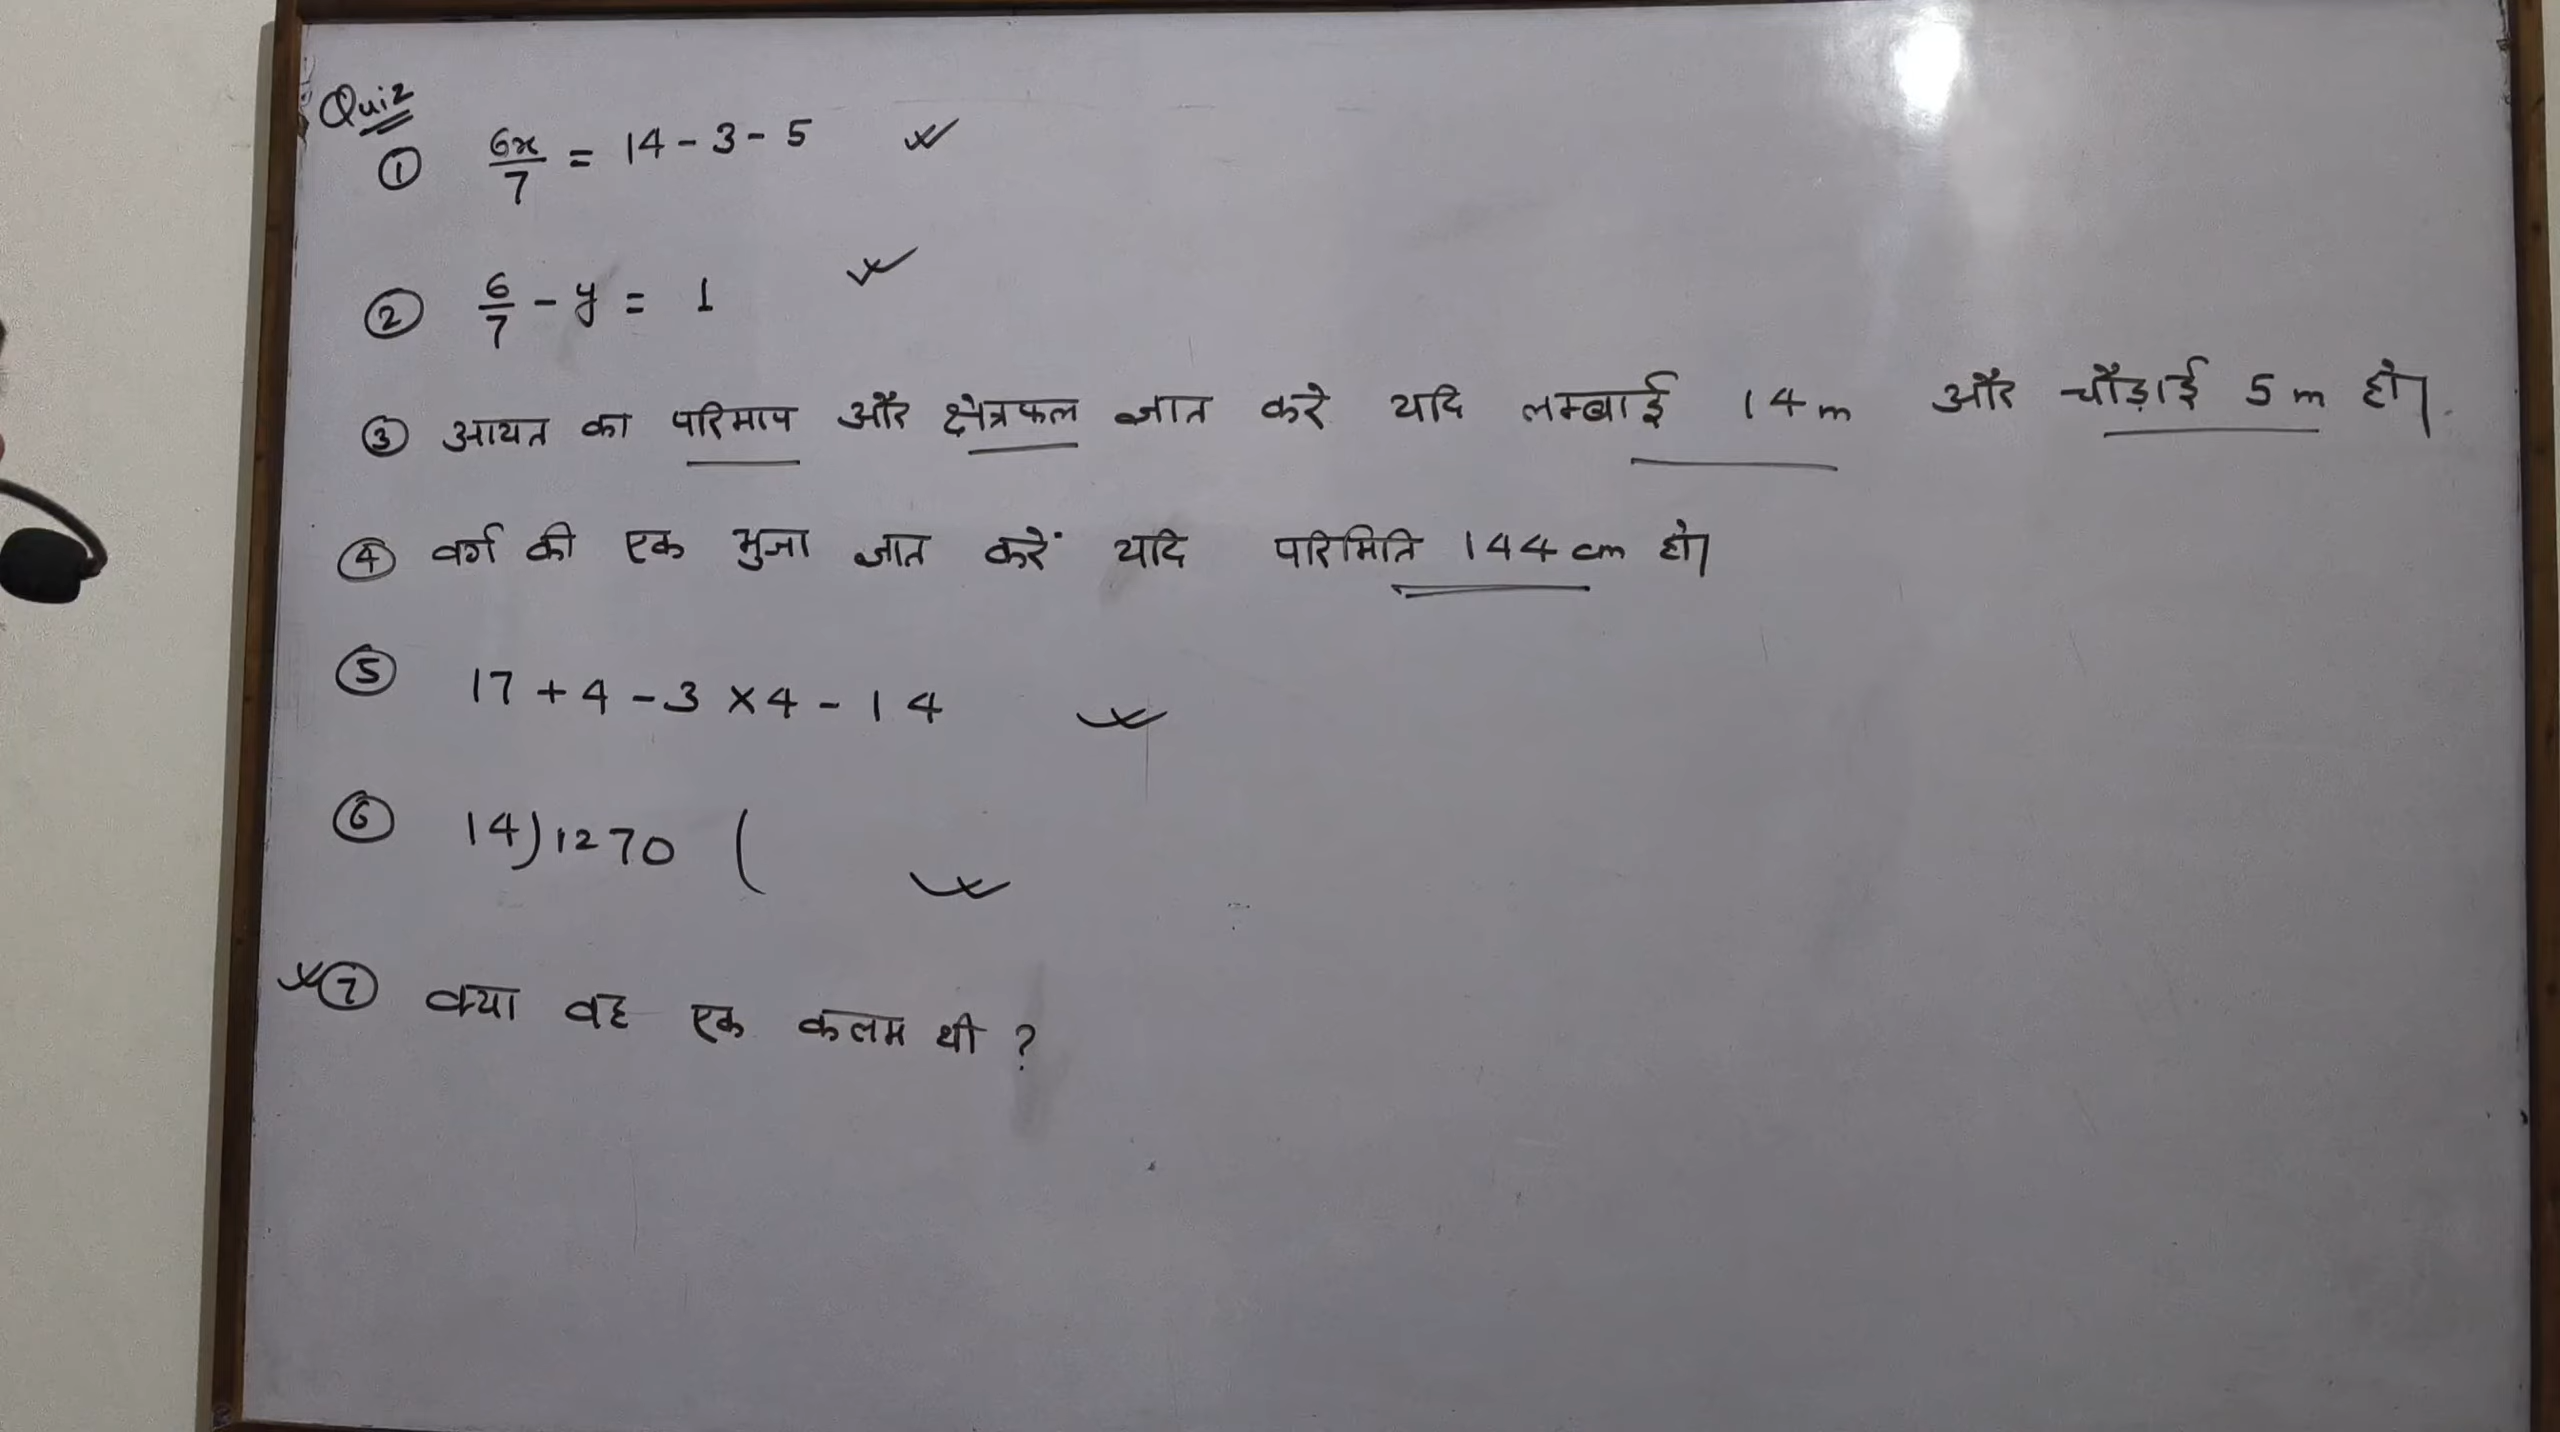 Quiz
① 6x/7 = 14 - 3 - 5
② 6/7 - y = 1
③ आयत का परिमाप और क्षेत्रफल ज्ञात करे यदि लम्बाई 14 m और चौड़ाई 5 m हो।
④ वर्ग की एक भुजा ज्ञात करें यदि परिमिति 144 cm हो।
⑤ 17 + 4 - 3 × 4 - 14
⑥ 14)1270(
⑦ क्या वह एक कलम थी ?